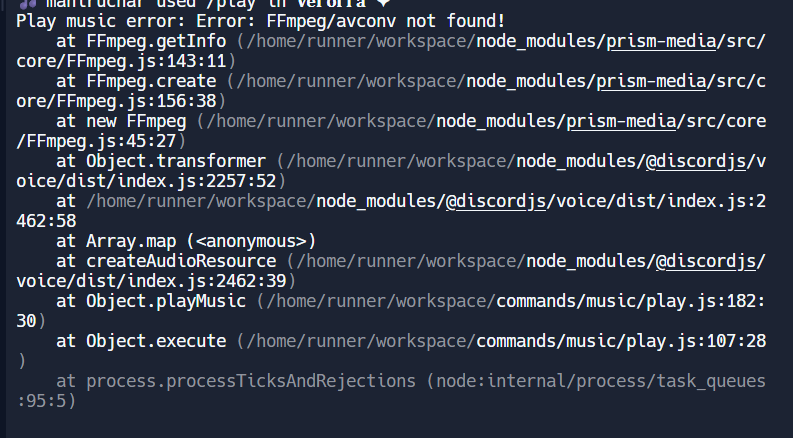 🎵 mantruchar used /play in 𝐕𝐞𝐫𝐨𝐧𝐚 ✦
Play music error: Error: FFmpeg/avconv not found!
    at FFmpeg.getInfo (/home/runner/workspace/node_modules/prism-media/src/
core/FFmpeg.js:143:11)
    at FFmpeg.create (/home/runner/workspace/node_modules/prism-media/src/c
ore/FFmpeg.js:156:38)
    at new FFmpeg (/home/runner/workspace/node_modules/prism-media/src/core
/FFmpeg.js:45:27)
    at Object.transformer (/home/runner/workspace/node_modules/@discordjs/v
oice/dist/index.js:2257:52)
    at /home/runner/workspace/node_modules/@discordjs/voice/dist/index.js:2
462:58
    at Array.map (<anonymous>)
    at createAudioResource (/home/runner/workspace/node_modules/@discordjs/
voice/dist/index.js:2462:39)
    at Object.playMusic (/home/runner/workspace/commands/music/play.js:182:
30)
    at Object.execute (/home/runner/workspace/commands/music/play.js:107:28
)
    at process.processTicksAndRejections (node:internal/process/task_queues
:95:5)